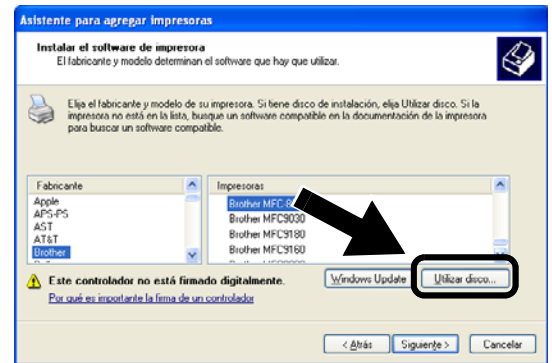 Asistente para agregar impresoras
Instalar el software de impresora
El fabricante y modelo determinan el software que hay que utilizar.
Elija el fabricante y modelo de su impresora. Si tiene disco de instalación, elija Utilizar disco. Si la
impresora no está en la lista, busque un software compatible en la documentación de la impresora
para buscar un software compatible.
Fabricante
Apple
APS-PS
AST
AT&T
Brother
Impresoras
Brother MFC-8
Brother MFC9030
Brother MFC9180
Brother MFC9160
Este controlador no está firmado digitalmente.
Por qué es importante la firma de un controlador
Windows Update
Utilizar disco...
< Atrás
Siguiente >
Cancelar